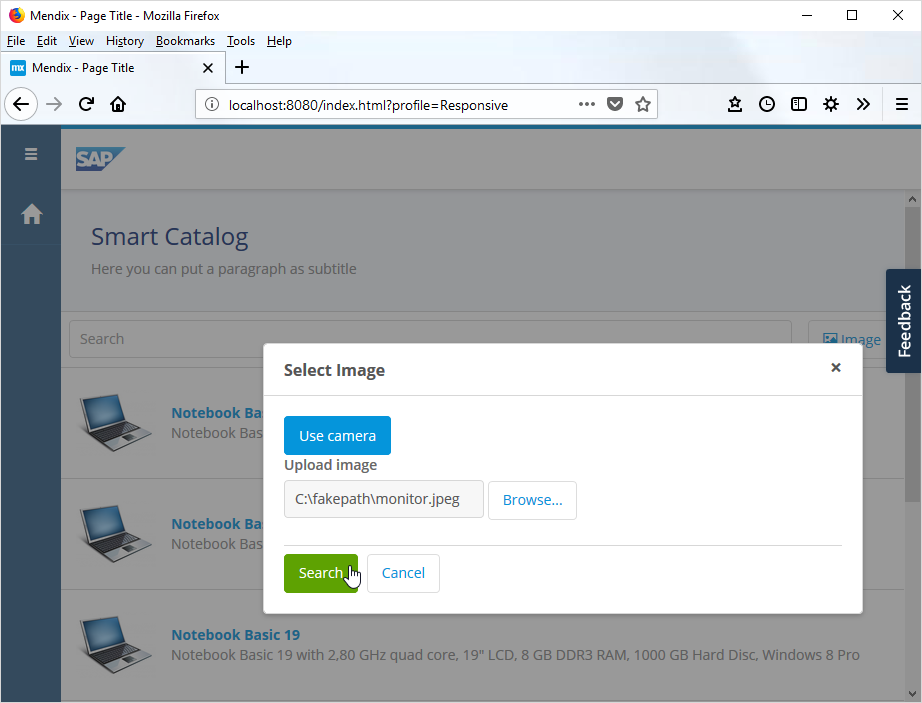 Mendix - Page Title - Mozilla Firefox
File Edit View History Bookmarks Tools Help
mx Mendix - Page Title
localhost:8080/index.html?profile=Responsive
SAP
Smart Catalog
Here you can put a paragraph as subtitle
Feedback
Search
Image
Select Image
Use camera
Upload image
C:\fakepath\monitor.jpeg Browse...
Search Cancel
Notebook Ba
Notebook Bas
Notebook Ba
Notebook Bas
Notebook Basic 19
Notebook Basic 19 with 2,80 GHz quad core, 19" LCD, 8 GB DDR3 RAM, 1000 GB Hard Disc, Windows 8 Pro